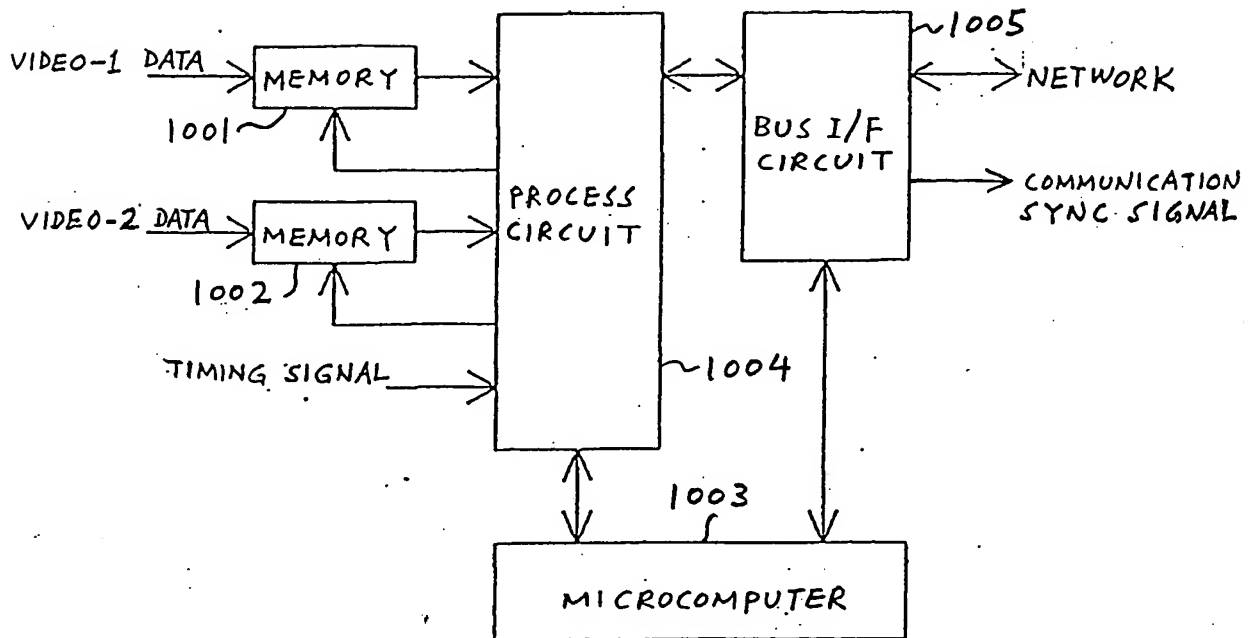 1005
VIDEO-1 DATA
MEMORY
1001
NETWORK
BUS I/F
CIRCUIT
PROCESS
CIRCUIT
COMMUNICATION
SYNC SIGNAL
VIDEO-2 DATA
MEMORY
1002
TIMING SIGNAL
1004
1003
MICROCOMPUTER